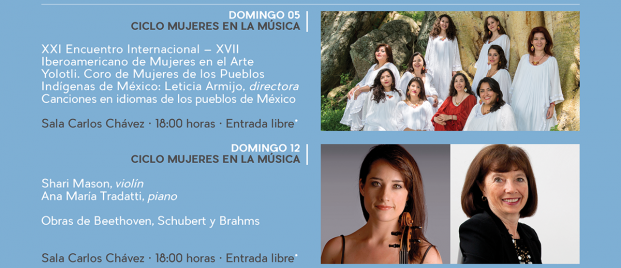 DOMINGO 05
CICLO MUJERES EN LA MÚSICA
XXI Encuentro Internacional – XVII
Iberoamericano de Mujeres en el Arte
Yolotli. Coro de Mujeres de los Pueblos
Indígenas de México: Leticia Armijo, directora
Canciones en idiomas de los pueblos de México
Sala Carlos Chávez · 18:00 horas · Entrada libre*
DOMINGO 12
CICLO MUJERES EN LA MÚSICA
Shari Mason, violín
Ana María Tradatti, piano
Obras de Beethoven, Schubert y Brahms
Sala Carlos Chávez · 18:00 horas · Entrada libre*